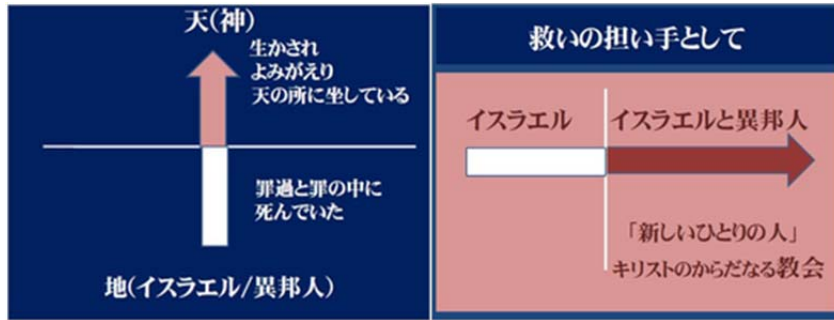 天(神)
生かされ
よみがえり
天の所に坐している
罪過と罪の中に
死んでいた
地(イスラエル/異邦人)
救いの担い手として
イスラエル
イスラエルと異邦人
「新しいひとりの人」
キリストのからだなる教会